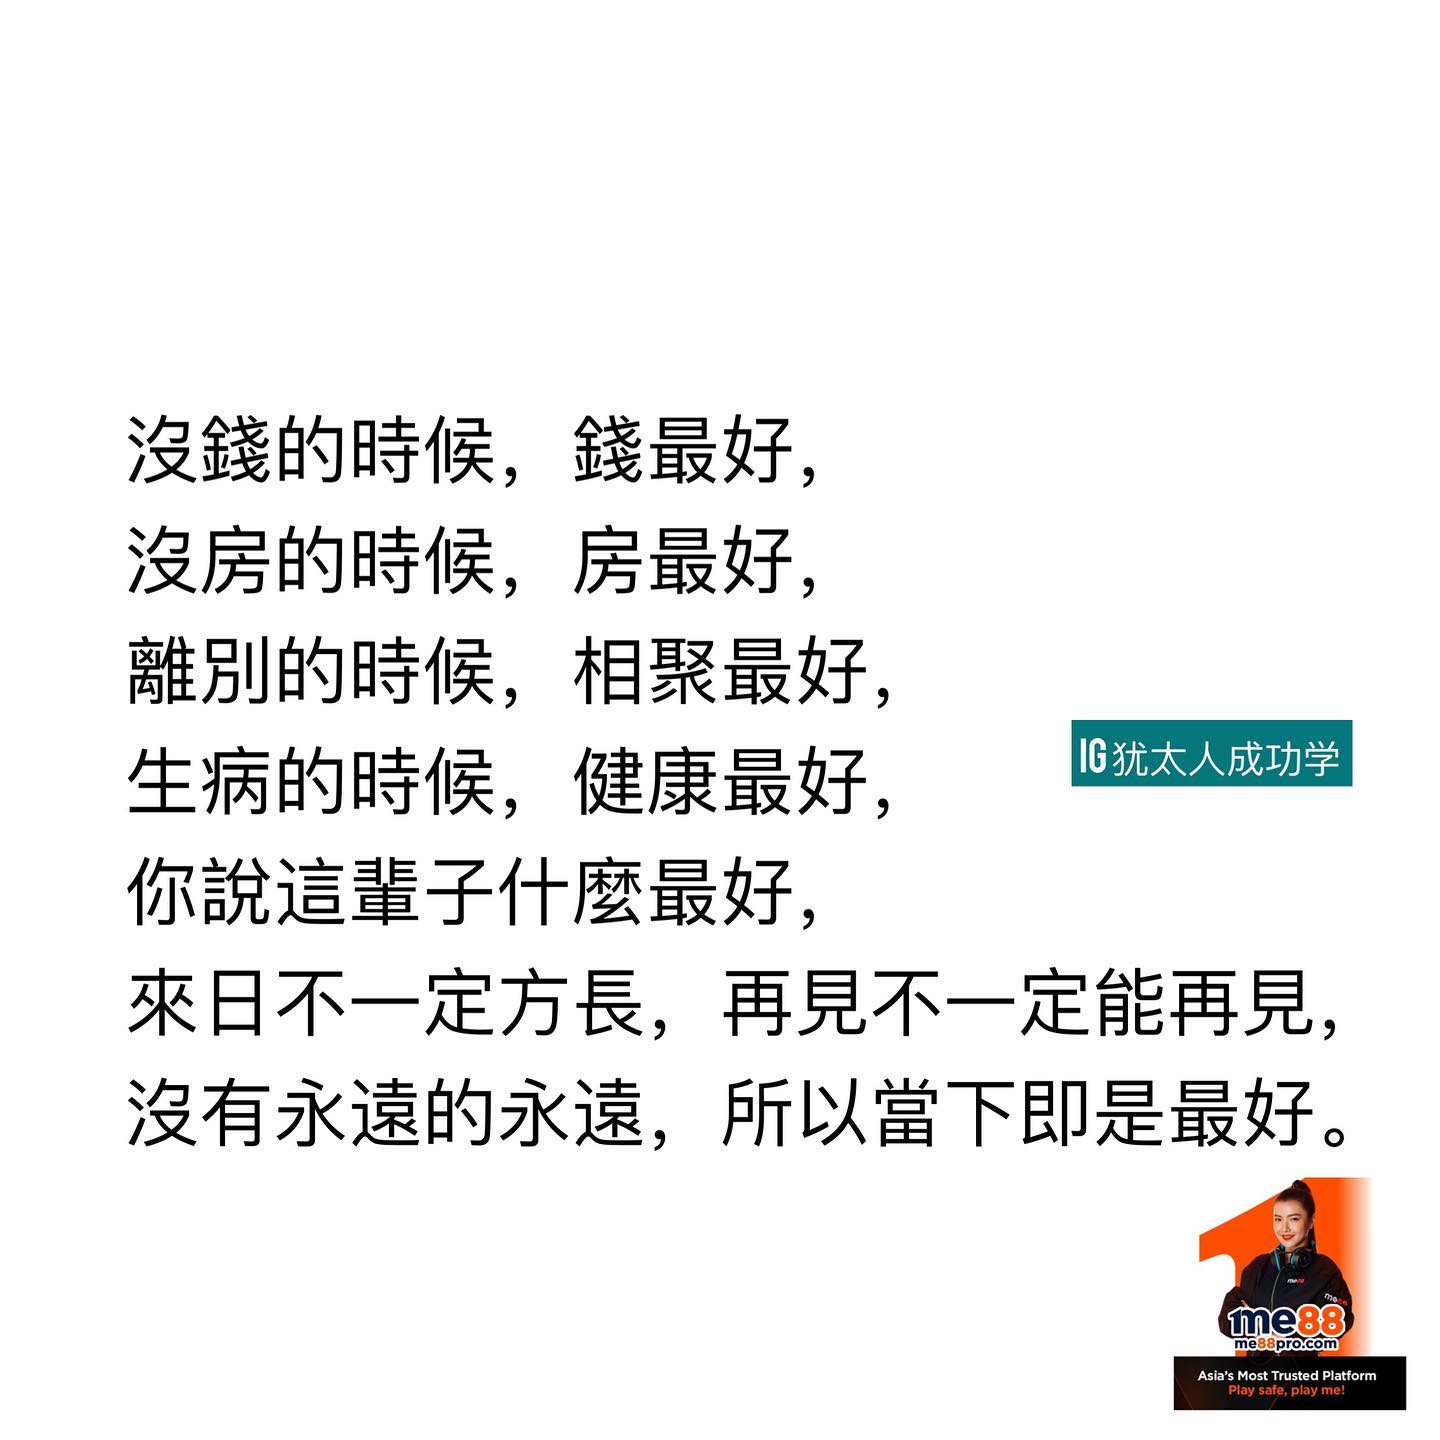 沒錢的時候，錢最好，
沒房的時候，房最好，
離別的時候，相聚最好，
生病的時候，健康最好，
你說這輩子什麼最好，
來日不一定方長，再見不一定能再見，
沒有永遠的永遠，所以當下即是最好。
IG犹太人成功学
me88
me88
1me88
me88pro.com
Asia's Most Trusted Platform
Play safe, play me!